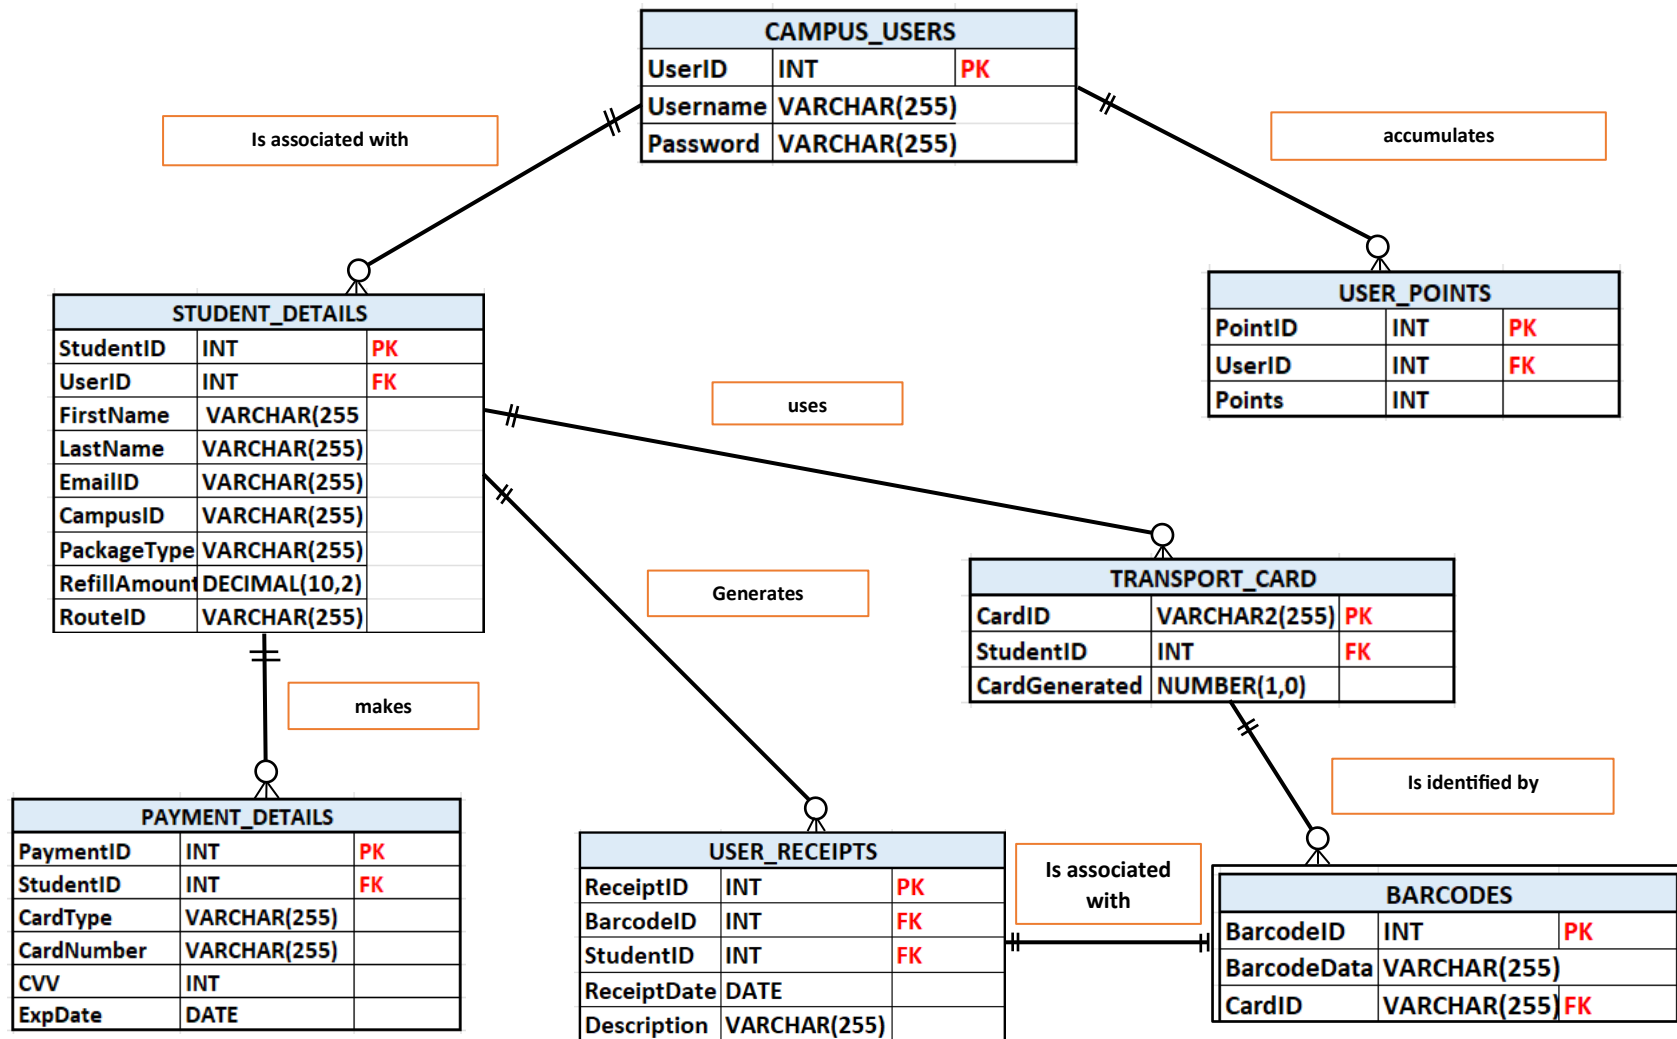 CAMPUS_USERS
UserID INT PK
Username VARCHAR(255)
Password VARCHAR(255)
Is associated with
accumulates
STUDENT_DETAILS
StudentID INT PK
UserID INT FK
FirstName VARCHAR(255
LastName VARCHAR(255)
EmailID VARCHAR(255)
CampusID VARCHAR(255)
PackageType VARCHAR(255)
RefillAmount DECIMAL(10,2)
RouteID VARCHAR(255)
USER_POINTS
PointID INT PK
UserID INT FK
Points INT
uses
Generates
TRANSPORT_CARD
CardID VARCHAR2(255) PK
StudentID INT FK
CardGenerated NUMBER(1,0)
makes
Is identified by
PAYMENT_DETAILS
PaymentID INT PK
StudentID INT FK
CardType VARCHAR(255)
CardNumber VARCHAR(255)
CVV INT
ExpDate DATE
USER_RECEIPTS
ReceiptID INT PK
BarcodeID INT FK
StudentID INT FK
ReceiptDate DATE
Description VARCHAR(255)
Is associated
with
BARCODES
BarcodeID INT PK
BarcodeData VARCHAR(255)
CardID VARCHAR(255) FK